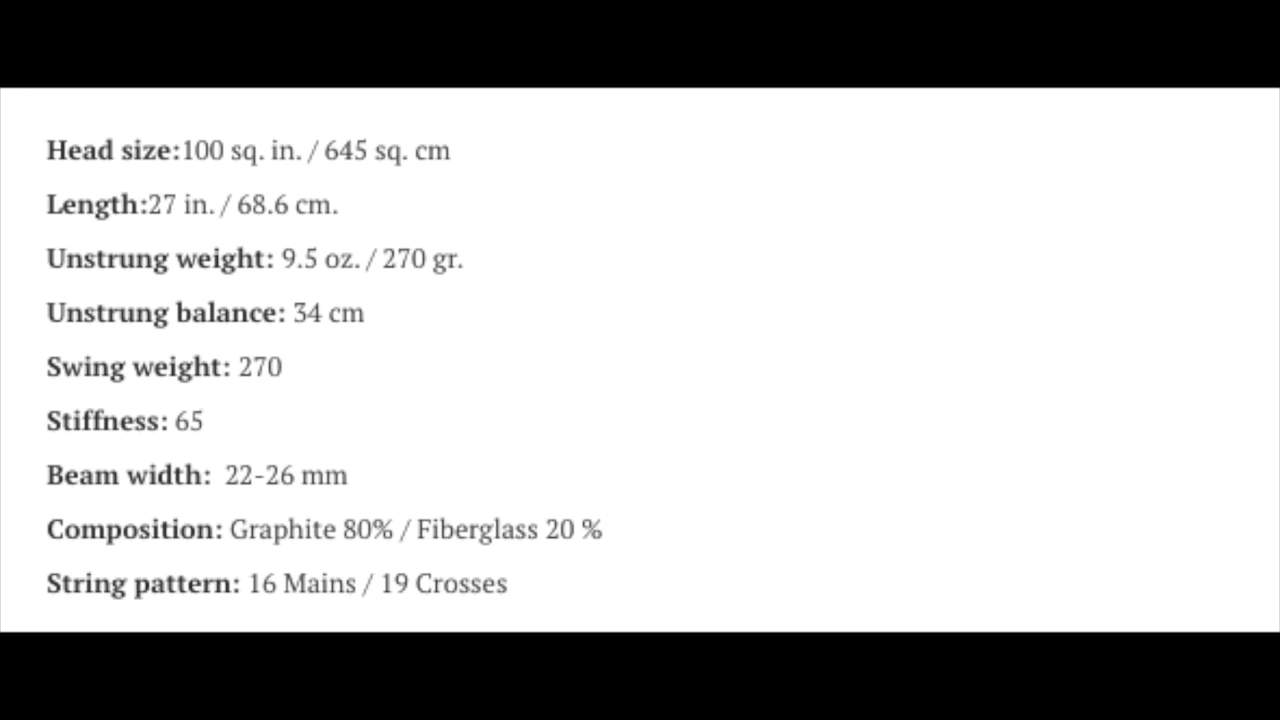 Head size:100 sq. in. / 645 sq. cm
Length:27 in. / 68.6 cm.
Unstrung weight: 9.5 oz. / 270 gr.
Unstrung balance: 34 cm
Swing weight: 270
Stiffness: 65
Beam width:  22-26 mm
Composition: Graphite 80% / Fiberglass 20 %
String pattern: 16 Mains / 19 Crosses